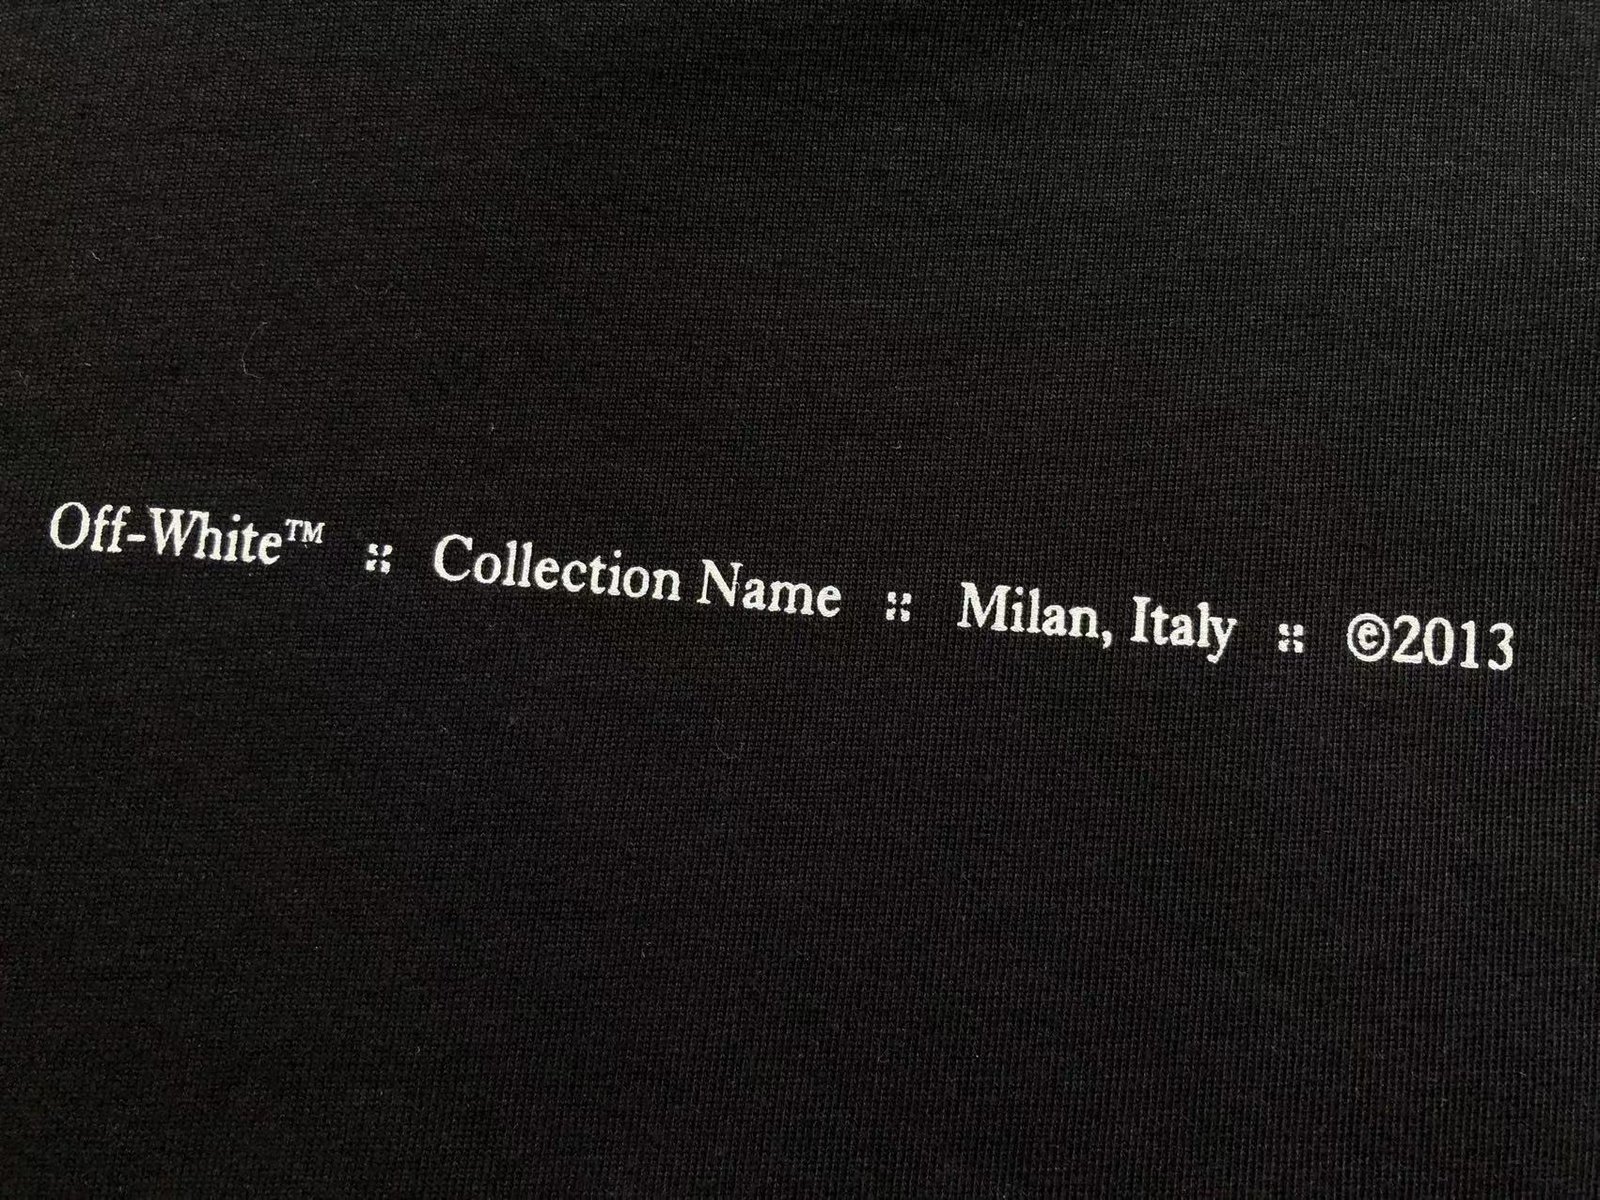 Off-White™ :: Collection Name :: Milan, Italy :: ©2013